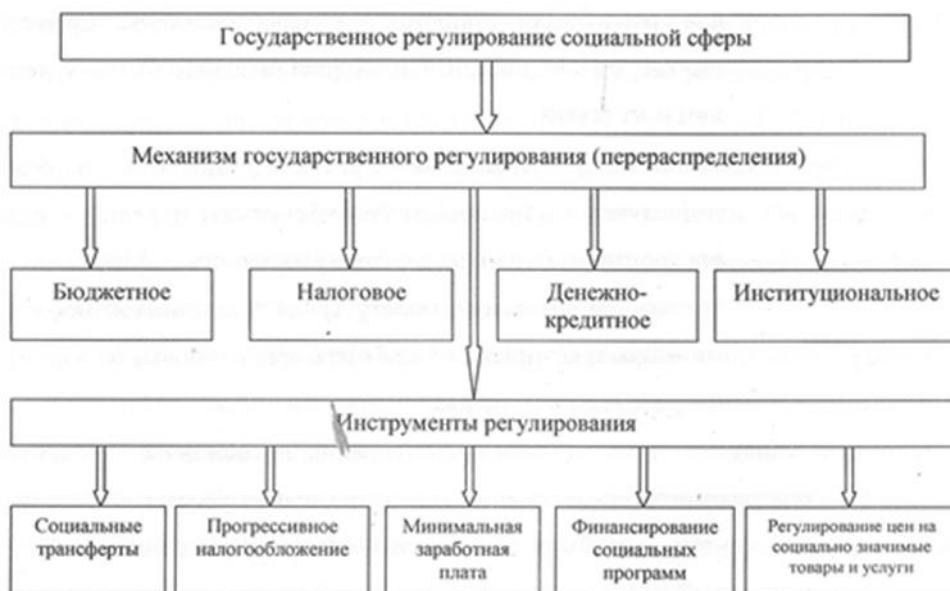 Государственное регулирование социальной сферы
Механизм государственного регулирования (перераспределения)
Бюджетное
Налоговое
Денежно-
кредитное
Институциональное
Инструменты регулирования
Социальные
трансферты
Прогрессивное
налогообложение
Минимальная
заработная
плата
Финансирование
социальных
программ
Регулирование цен на
социально значимые
товары и услуги